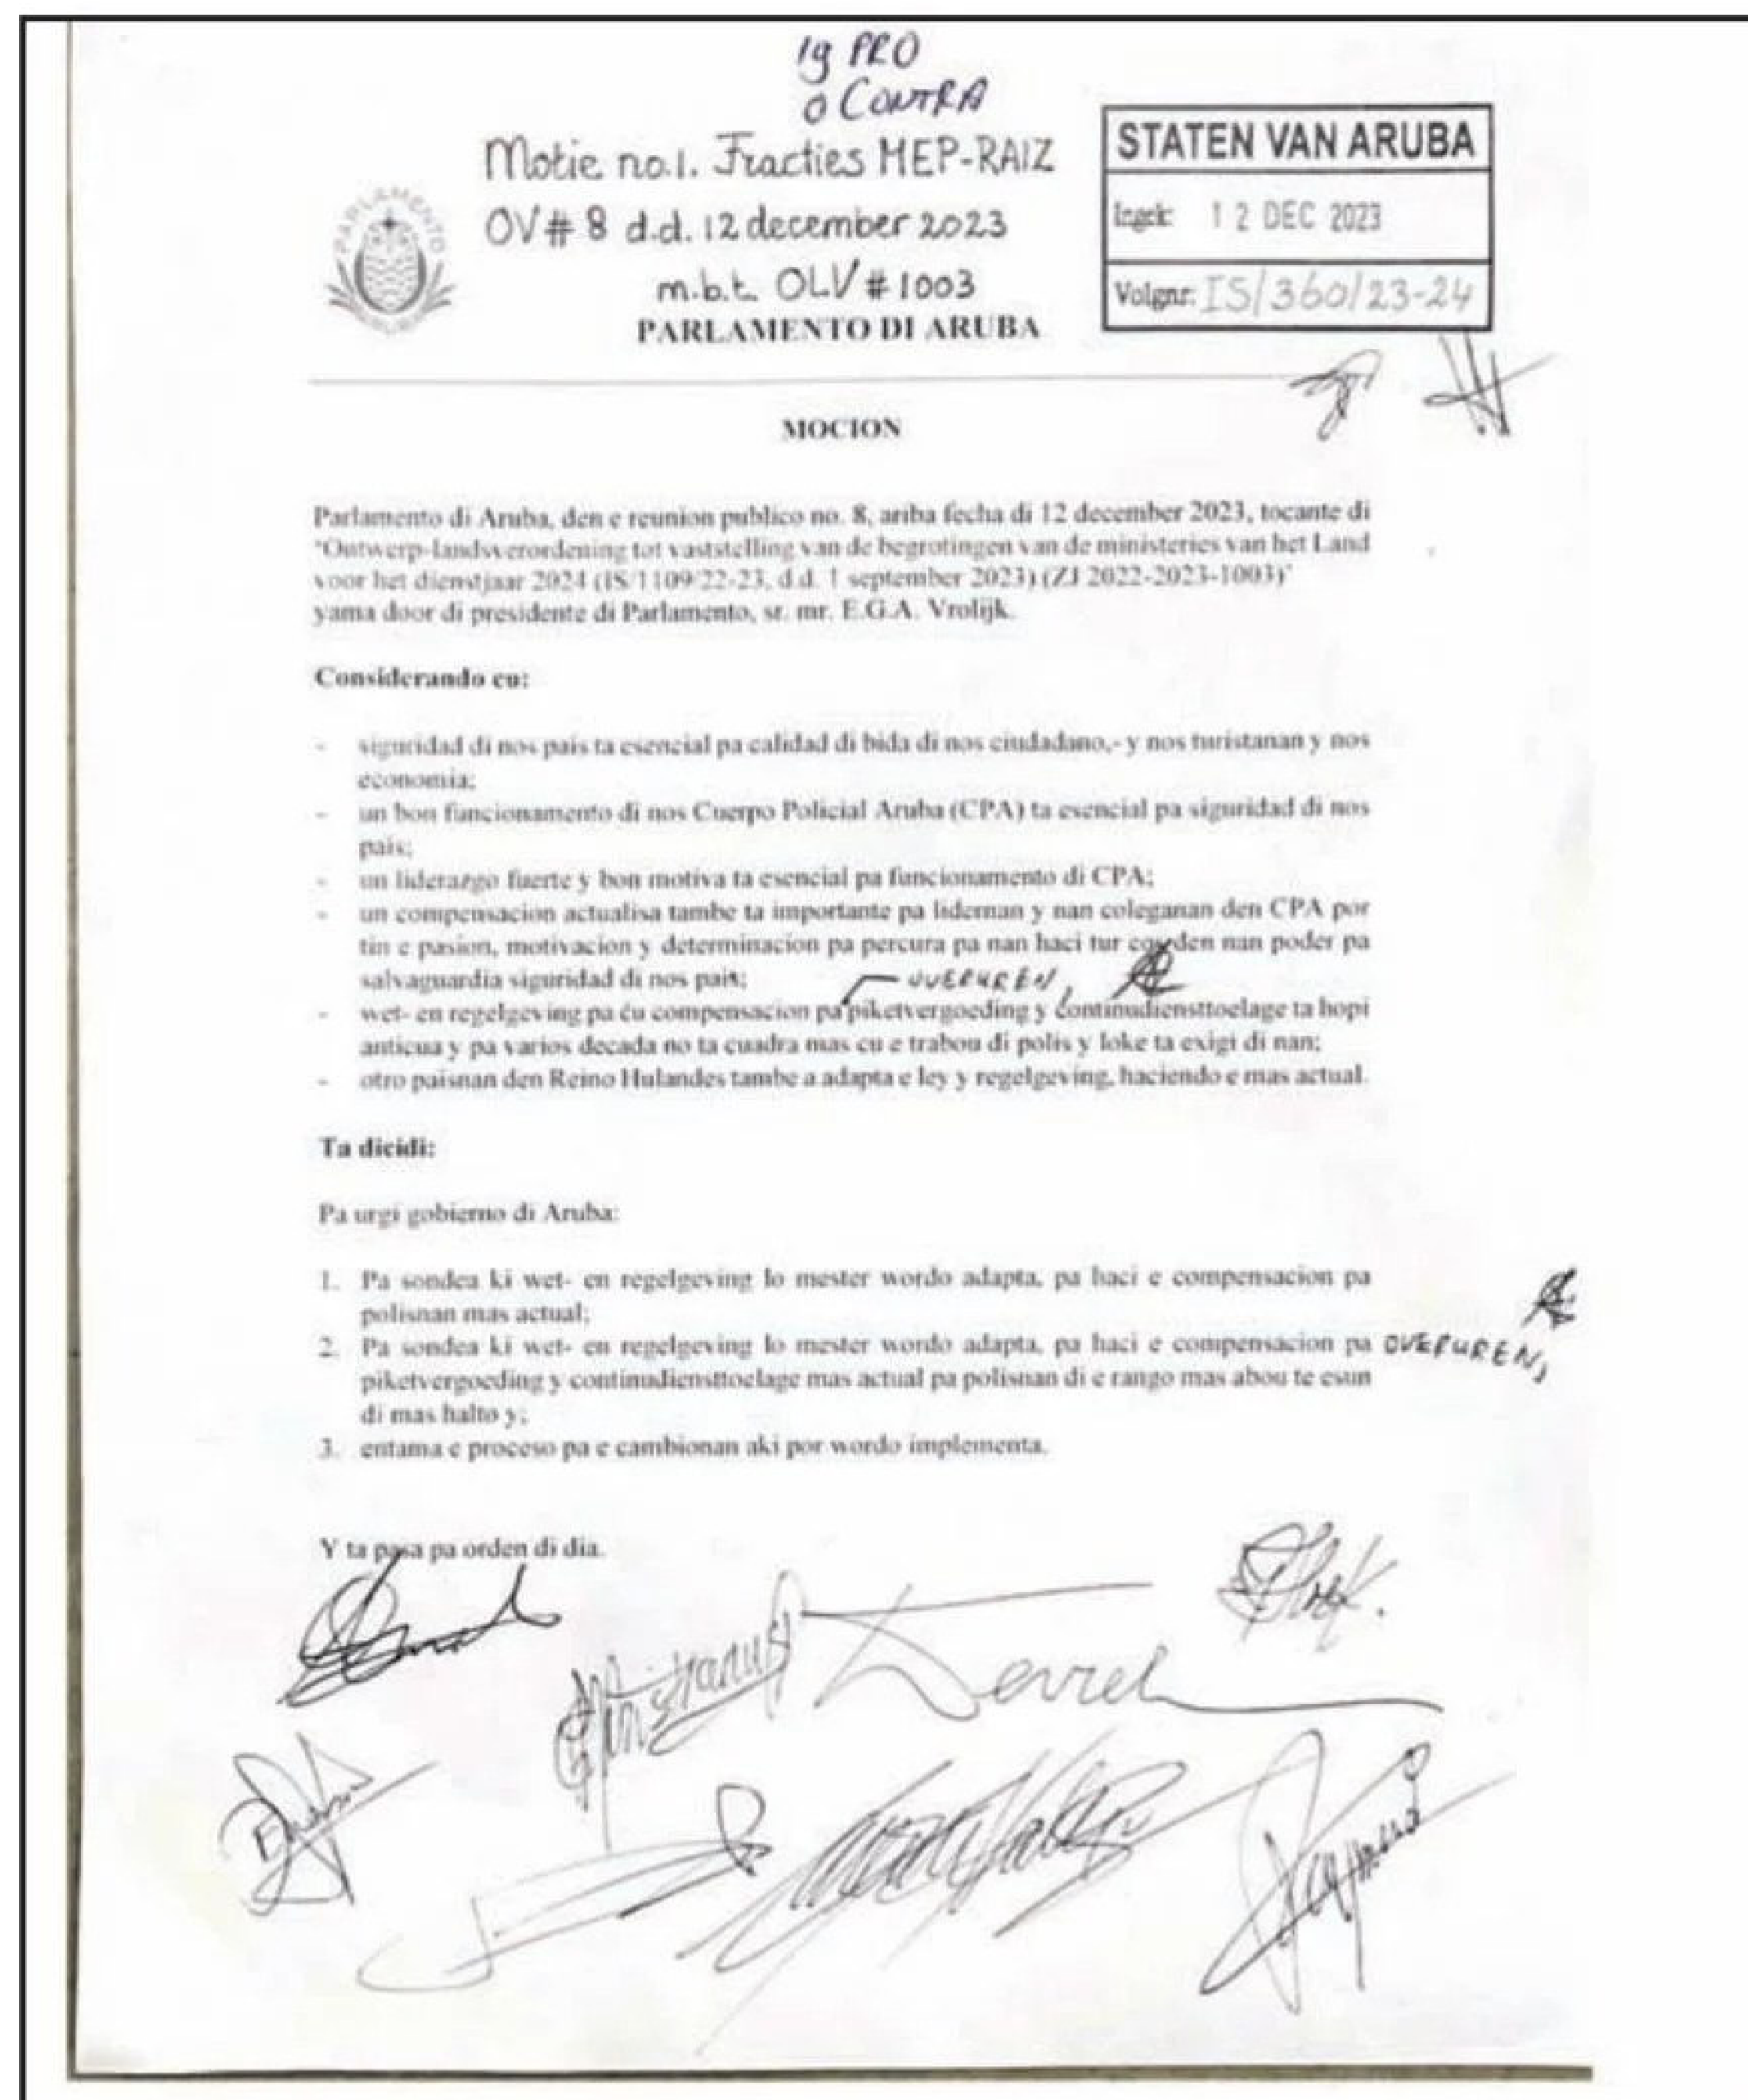 19 PRO
0 CONTRA
Motie no.1. Fracties MEP-RAIZ
OV# 8 d.d. 12 december 2023
m.b.t. OLV # 1003
PARLAMENTO DI ARUBA
STATEN VAN ARUBA
Ingek: 12 DEC 2023
Volgnr: IS/360/23-24
PARLAMENTO
MOCION
Parlamento di Aruba, den e reunion publico no. 8, ariba fecha di 12 december 2023, tocante di
"Ontwerp-landsverordening tot vaststelling van de begrotingen van de ministeries van het Land
voor het dienstjaar 2024 (IS/1109/22-23, d.d. 1 september 2023) (ZJ 2022-2023-1003)"
yama door di presidente di Parlamento, sr. mr. E.G.A. Vrolijk.
Considerando cu:
- siguridad di nos pais ta esencial pa calidad di bida di nos ciudadano,- y nos turistanan y nos
economia;
- un bon funcionamento di nos Cuerpo Policial Aruba (CPA) ta esencial pa siguridad di nos
pais;
- un liderazgo fuerte y bon motiva ta esencial pa funcionamento di CPA;
- un compensacion actualisa tambe ta importante pa lidernan y nan coleganan den CPA por
tin e pasion, motivacion y determinacion pa percura pa nan haci tur cos den nan poder pa
salvaguardia siguridad di nos pais;
OVERUREN,
- wet- en regelgeving pa cu compensacion pa piketvergoeding y continudiensttoelage ta hopi
anticua y pa varios decada no ta cuadra mas cu e trabou di polis y loke ta exigi di nan;
- otro paisnan den Reino Hulandes tambe a adapta e ley y regelgeving, haciendo e mas actual.
Ta dicidi:
Pa urgi gobierno di Aruba:
1. Pa sondea ki wet- en regelgeving lo mester wordo adapta, pa haci e compensacion pa
polisnan mas actual;
2. Pa sondea ki wet- en regelgeving lo mester wordo adapta, pa haci e compensacion pa OVERUREN,
piketvergoeding y continudiensttoelage mas actual pa polisnan di e rango mas abou te esun
di mas halto y;
3. entama e proceso pa e cambionan aki por wordo implementa.
Y ta pasa pa orden di dia.